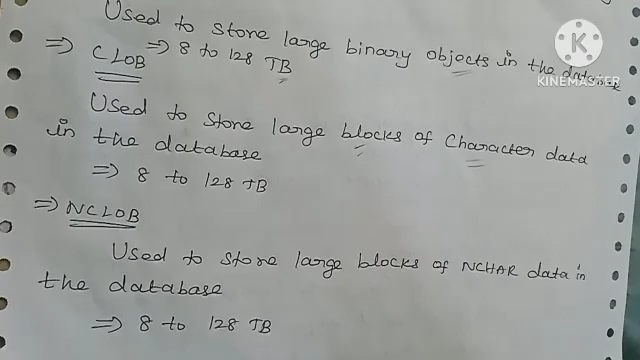 Used to store large binary objects in the database
⇒ 8 to 128 TB
⇒ CLOB
Used to store large blocks of Character data
in the database
⇒ 8 to 128 TB
⇒ NCLOB
Used to store large blocks of NCHAR data in
the database
⇒ 8 to 128 TB
K
KINEMASTER